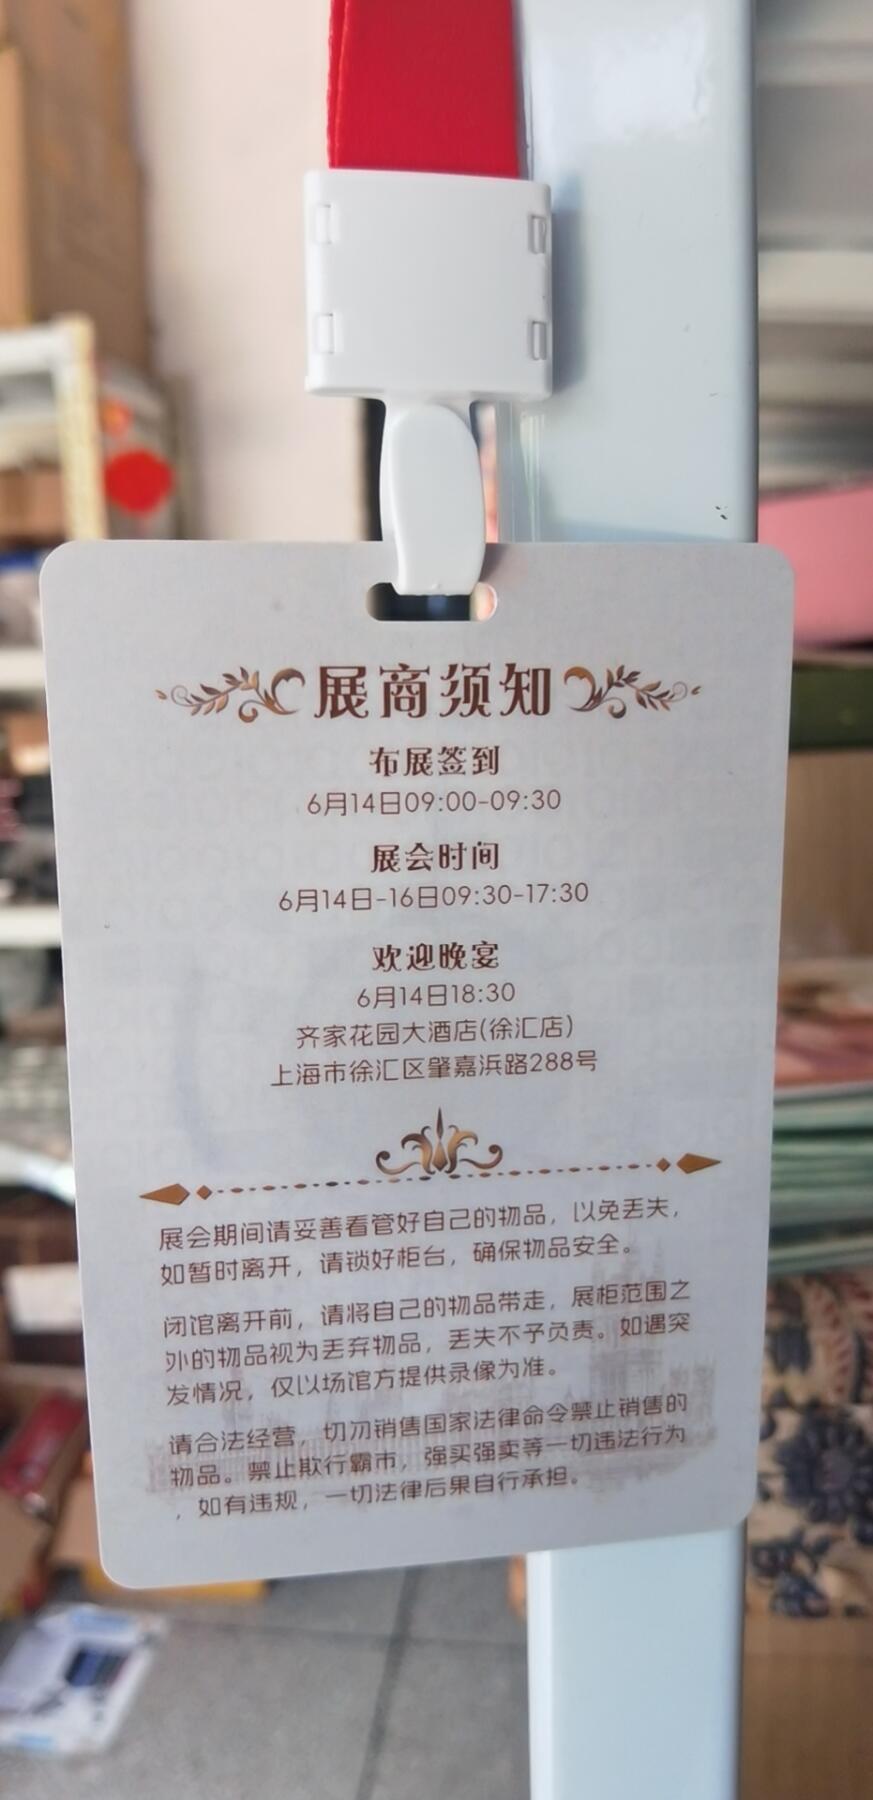 展商须知
布展签到
6月14日09:00-09:30
展会时间
6月14日-16日09:30-17:30
欢迎晚宴
6月14日18:30
齐家花园大酒店(徐汇店)
上海市徐汇区肇嘉浜路288号
展会期间请妥善看管好自己的物品，以免丢失，
如暂时离开，请锁好柜台，确保物品安全。
闭馆离开前，请将自己的物品带走，展柜范围之
外的物品视为丢弃物品，丢失不予负责。如遇突
发情况，仅以场馆方提供录像为准。
请合法经营，切勿销售国家法律命令禁止销售的
物品。禁止欺行霸市，强买强卖等一切违法行为
，如有违规，一切法律后果自行承担。